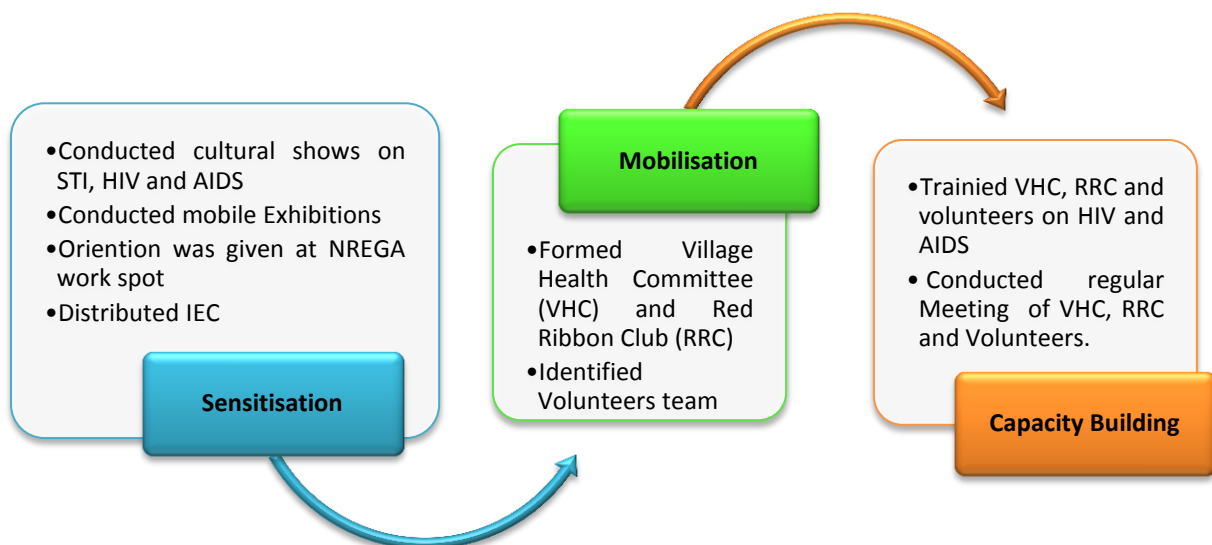 •Conducted cultural shows on
STI, HIV and AIDS
•Conducted mobile Exhibitions
•Oriention was given at NREGA
work spot
•Distributed IEC
Sensitisation
Mobilisation
•Formed Village
Health Committee
(VHC) and Red
Ribbon Club (RRC)
•Identified
Volunteers team
•Trainied VHC, RRC and
volunteers on HIV and
AIDS
• Conducted regular
Meeting of VHC, RRC
and Volunteers.
Capacity Building